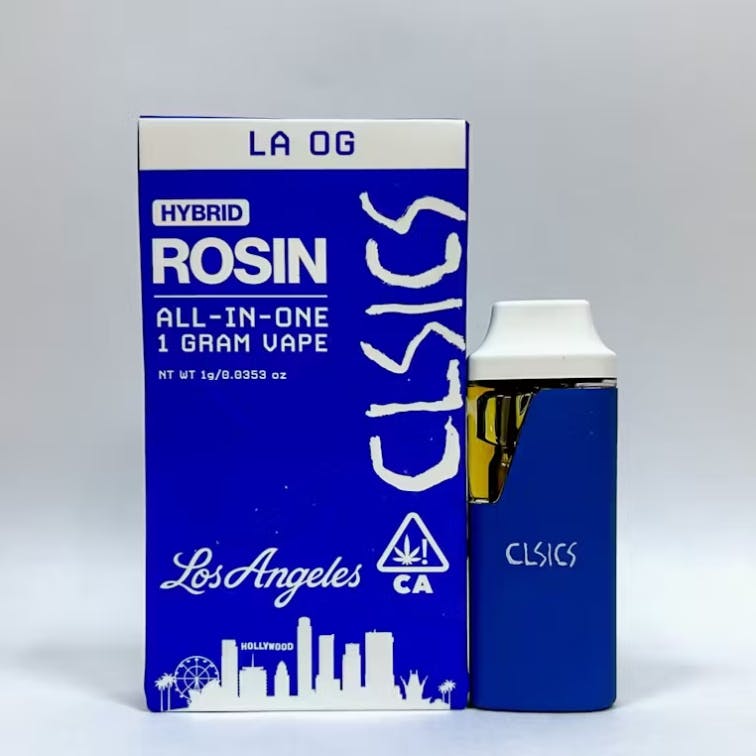 LA OG
HYBRID
ROSIN
ALL-IN-ONE
1 GRAM VAPE
NT WT 1g/0.0353 oz
CLSICS
Los Angeles
!
CA
HOLLYWOOD
CLSICS